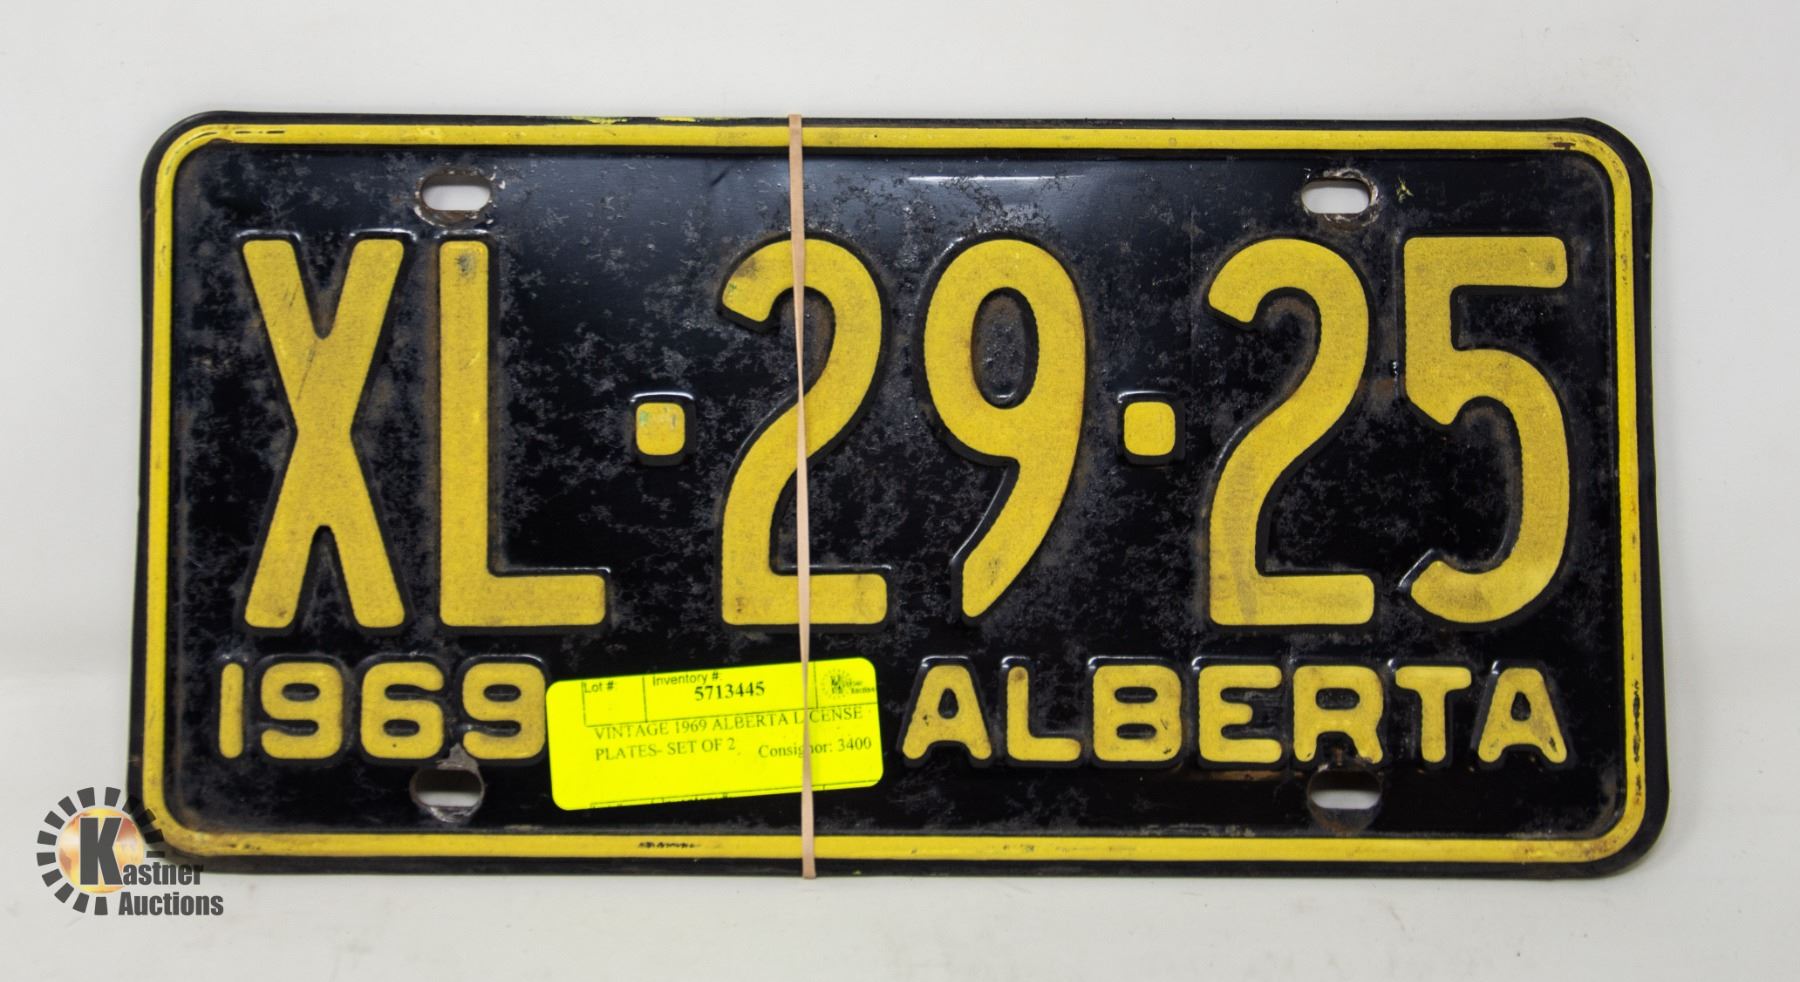 XL·29·25
1969 ALBERTA
Lot #: Inventory #:
5713445
VINTAGE 1969 ALBERTA LICENSE
PLATES- SET OF 2 Consignor: 3400
Kastner
Auctions